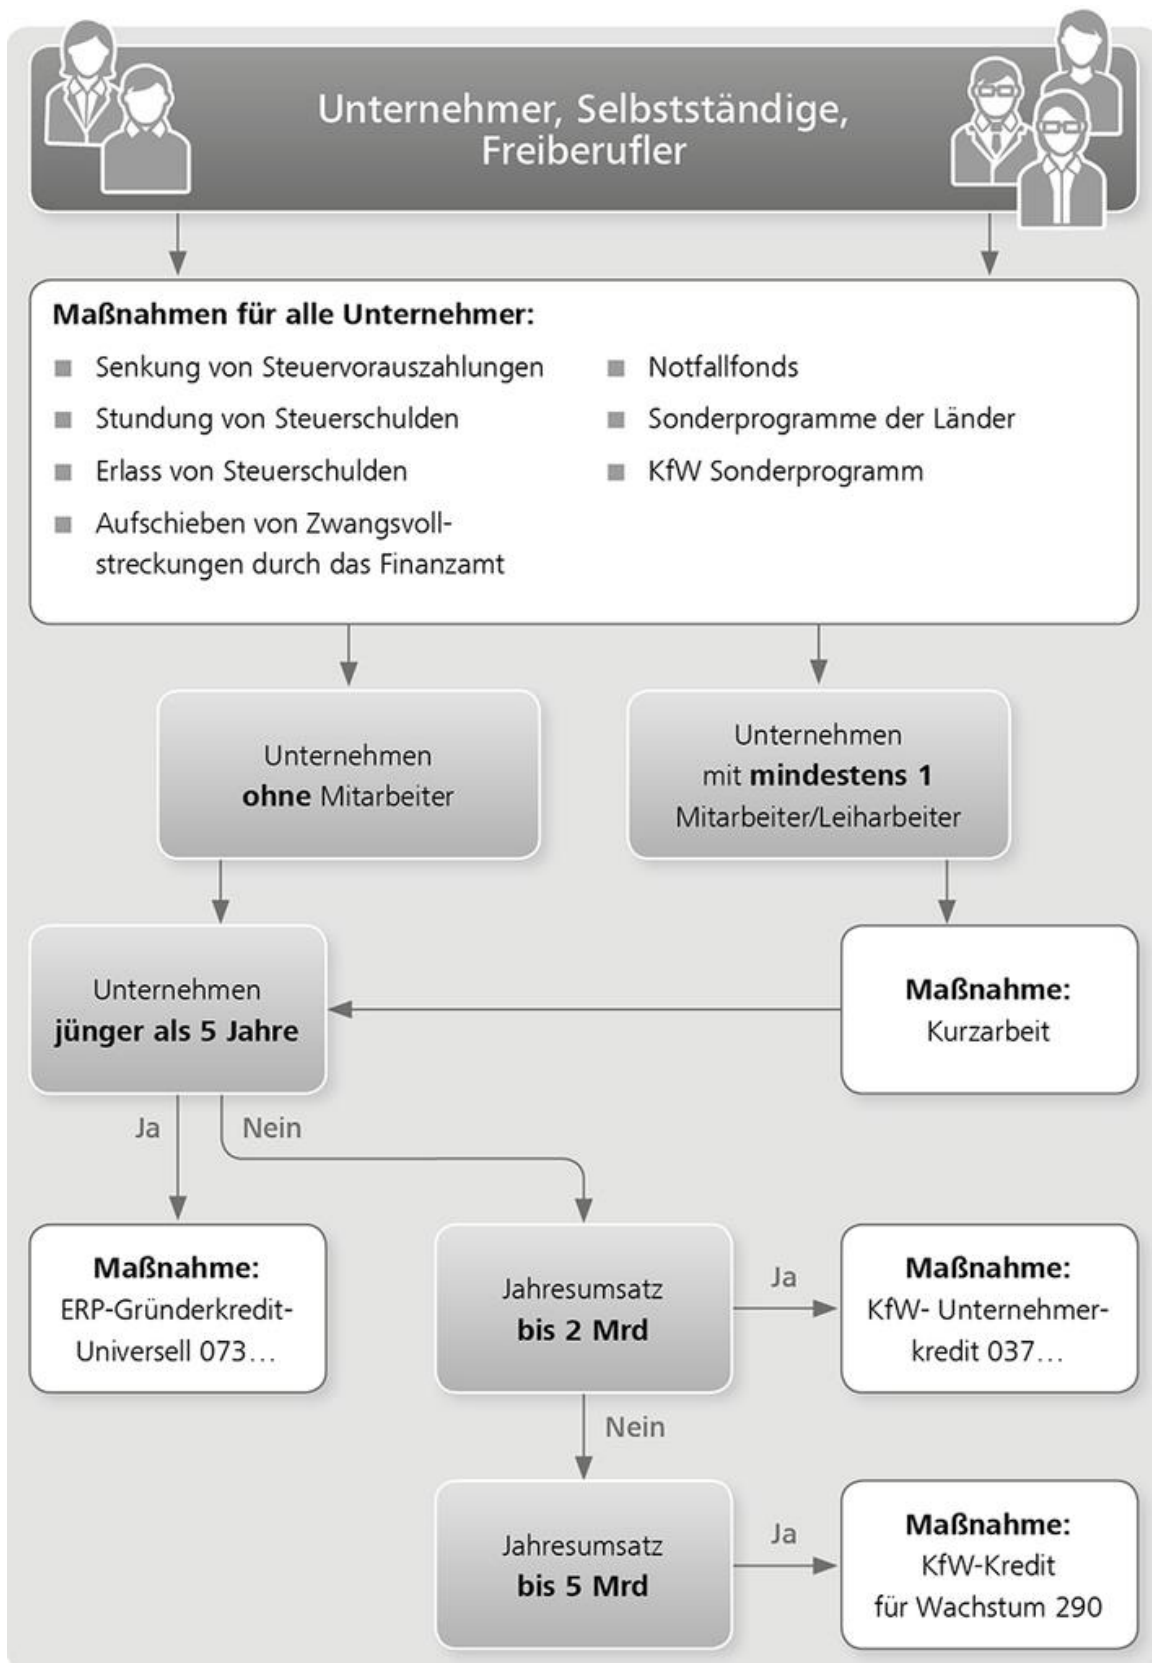 Unternehmer, Selbstständige,
Freiberufler
Maßnahmen für alle Unternehmer:
Senkung von Steuervorauszahlungen
Stundung von Steuerschulden
Erlass von Steuerschulden
Aufschieben von Zwangsvoll-
streckungen durch das Finanzamt
Notfallfonds
Sonderprogramme der Länder
KfW Sonderprogramm
Unternehmen
ohne Mitarbeiter
Unternehmen
mit mindestens 1
Mitarbeiter/Leiharbeiter
Unternehmen
jünger als 5 Jahre
Maßnahme:
Kurzarbeit
Ja
Nein
Maßnahme:
ERP-Gründerkredit-
Universell 073...
Jahresumsatz
bis 2 Mrd
Ja
Maßnahme:
KfW- Unternehmer-
kredit 037...
Nein
Jahresumsatz
bis 5 Mrd
Ja
Maßnahme:
KfW-Kredit
für Wachstum 290